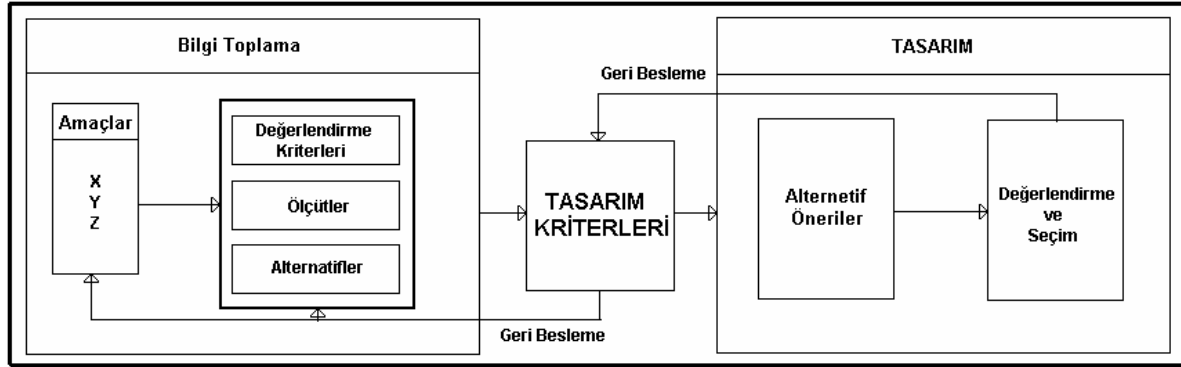 Bilgi Toplama
Amaçlar
X
Y
Z
Değerlendirme
Kriterleri
Ölçütler
Alternatifler
Geri Besleme
TASARIM
KRİTERLERİ
Geri Besleme
TASARIM
Alternetif
Öneriler
Değerlendirme
ve
Seçim